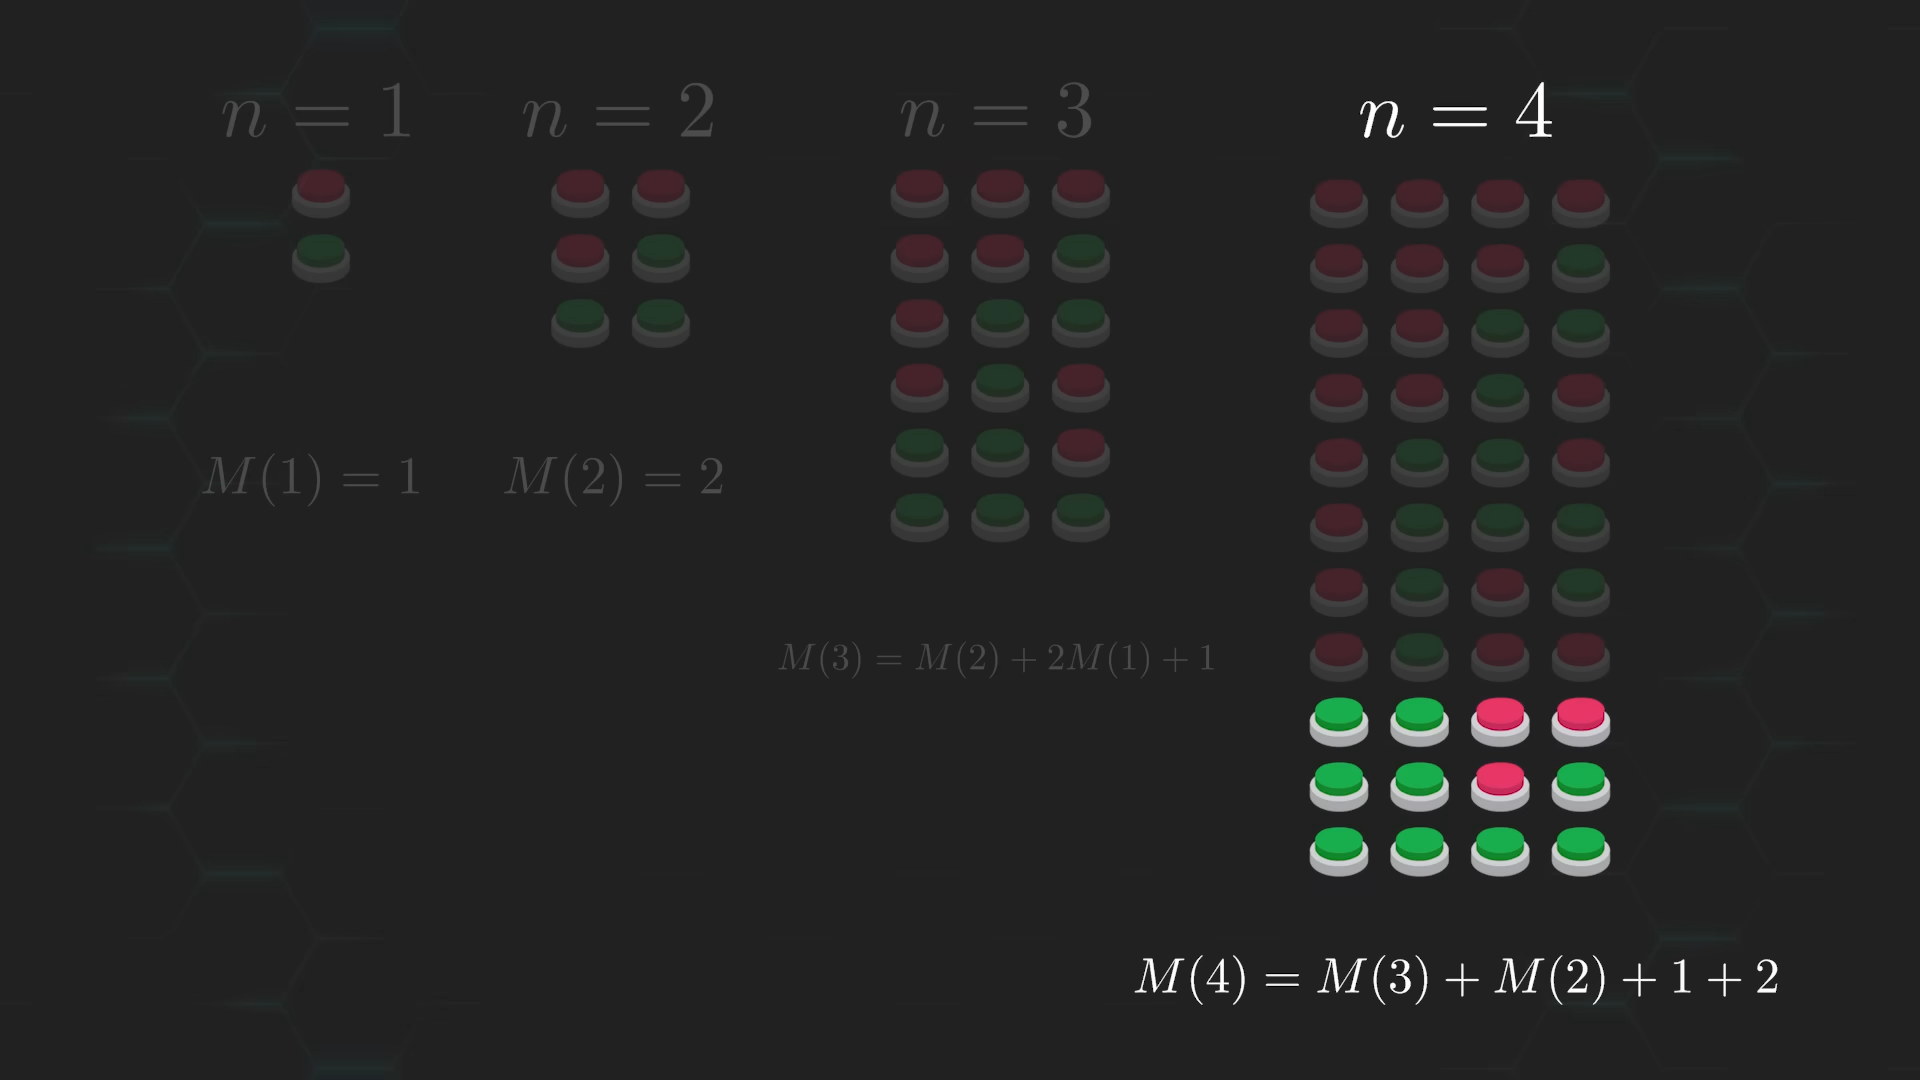 n = 1
n = 2
n = 3
n = 4
M(1) = 1
M(2) = 2
M(3) = M(2) + 2M(1) + 1
M(4) = M(3) + M(2) + 1 + 2